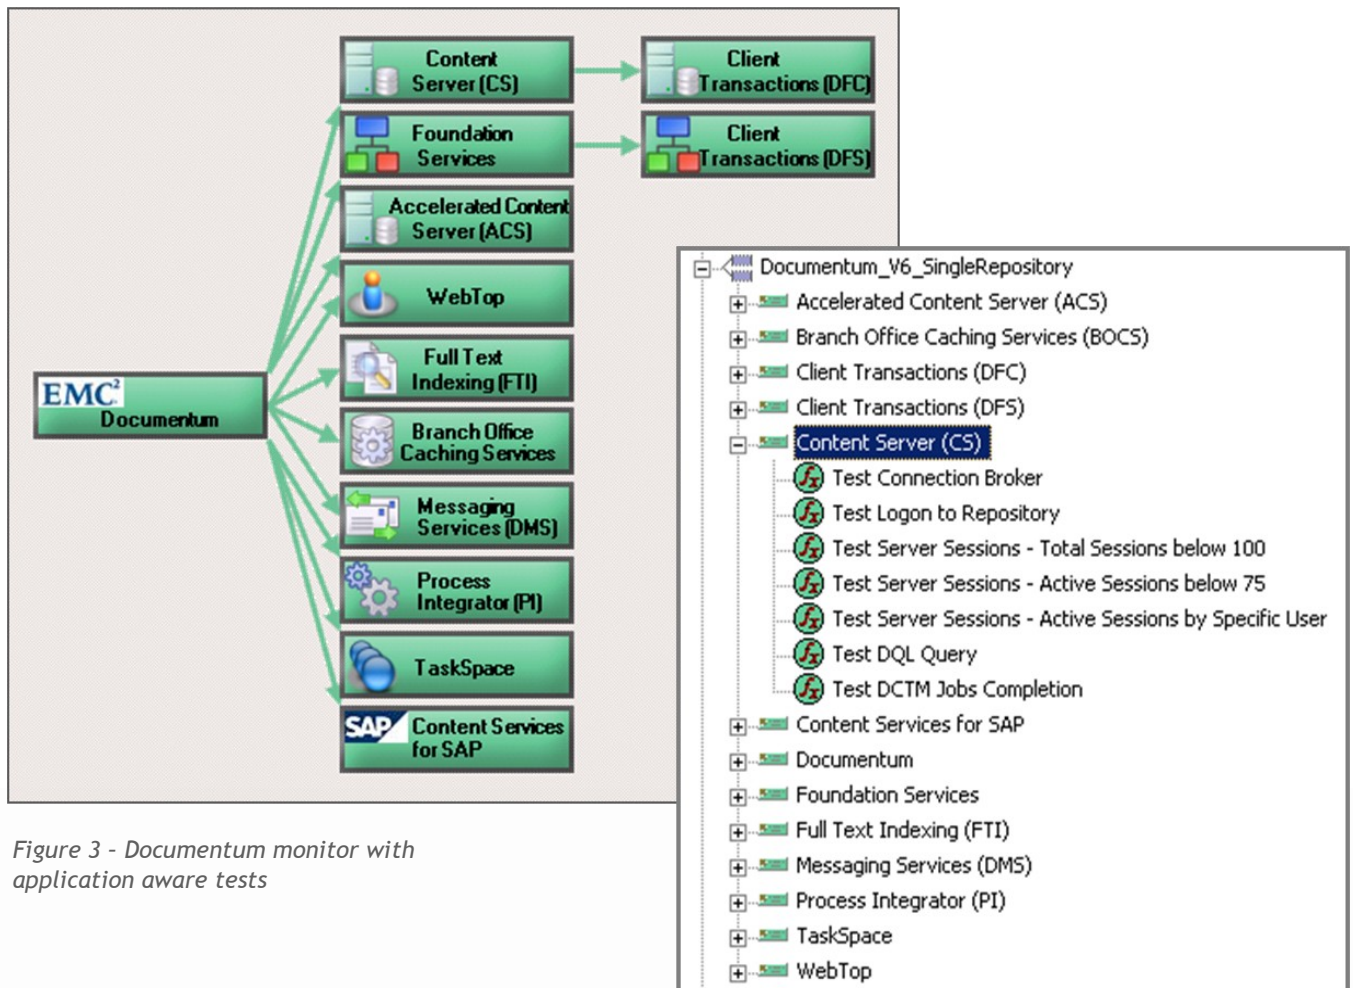 Content
Server (CS)
Client
Transactions (DFC)
Foundation
Services
Client
Transactions (DFS)
Accelerated Content
Server (ACS)
WebTop
Full Text
Indexing (FTI)
EMC²
Documentum
Branch Office
Caching Services
Messaging
Services (DMS)
Process
Integrator (PI)
TaskSpace
SAP
Content Services
for SAP
Documentum_V6_SingleRepository
Accelerated Content Server (ACS)
Branch Office Caching Services (BOCS)
Client Transactions (DFC)
Client Transactions (DFS)
Content Server (CS)
Test Connection Broker
Test Logon to Repository
Test Server Sessions - Total Sessions below 100
Test Server Sessions - Active Sessions below 75
Test Server Sessions - Active Sessions by Specific User
Test DQL Query
Test DCTM Jobs Completion
Content Services for SAP
Documentum
Foundation Services
Full Text Indexing (FTI)
Messaging Services (DMS)
Process Integrator (PI)
TaskSpace
WebTop
Figure 3 – Documentum monitor with
application aware tests